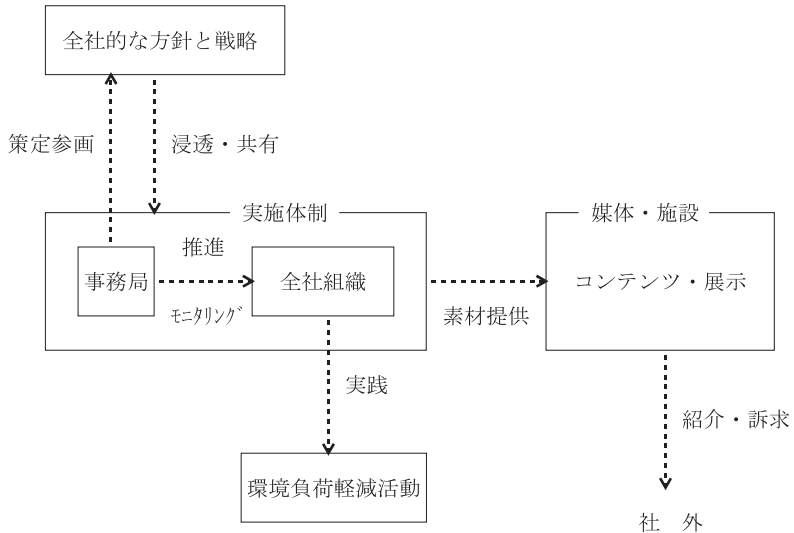 全社的な方針と戦略
策定参画
浸透・共有
実施体制
媒体・施設
推進
事務局
全社組織
コンテンツ・展示
ﾓﾆﾀﾘﾝｸﾞ
素材提供
実践
紹介・訴求
環境負荷軽減活動
社　外